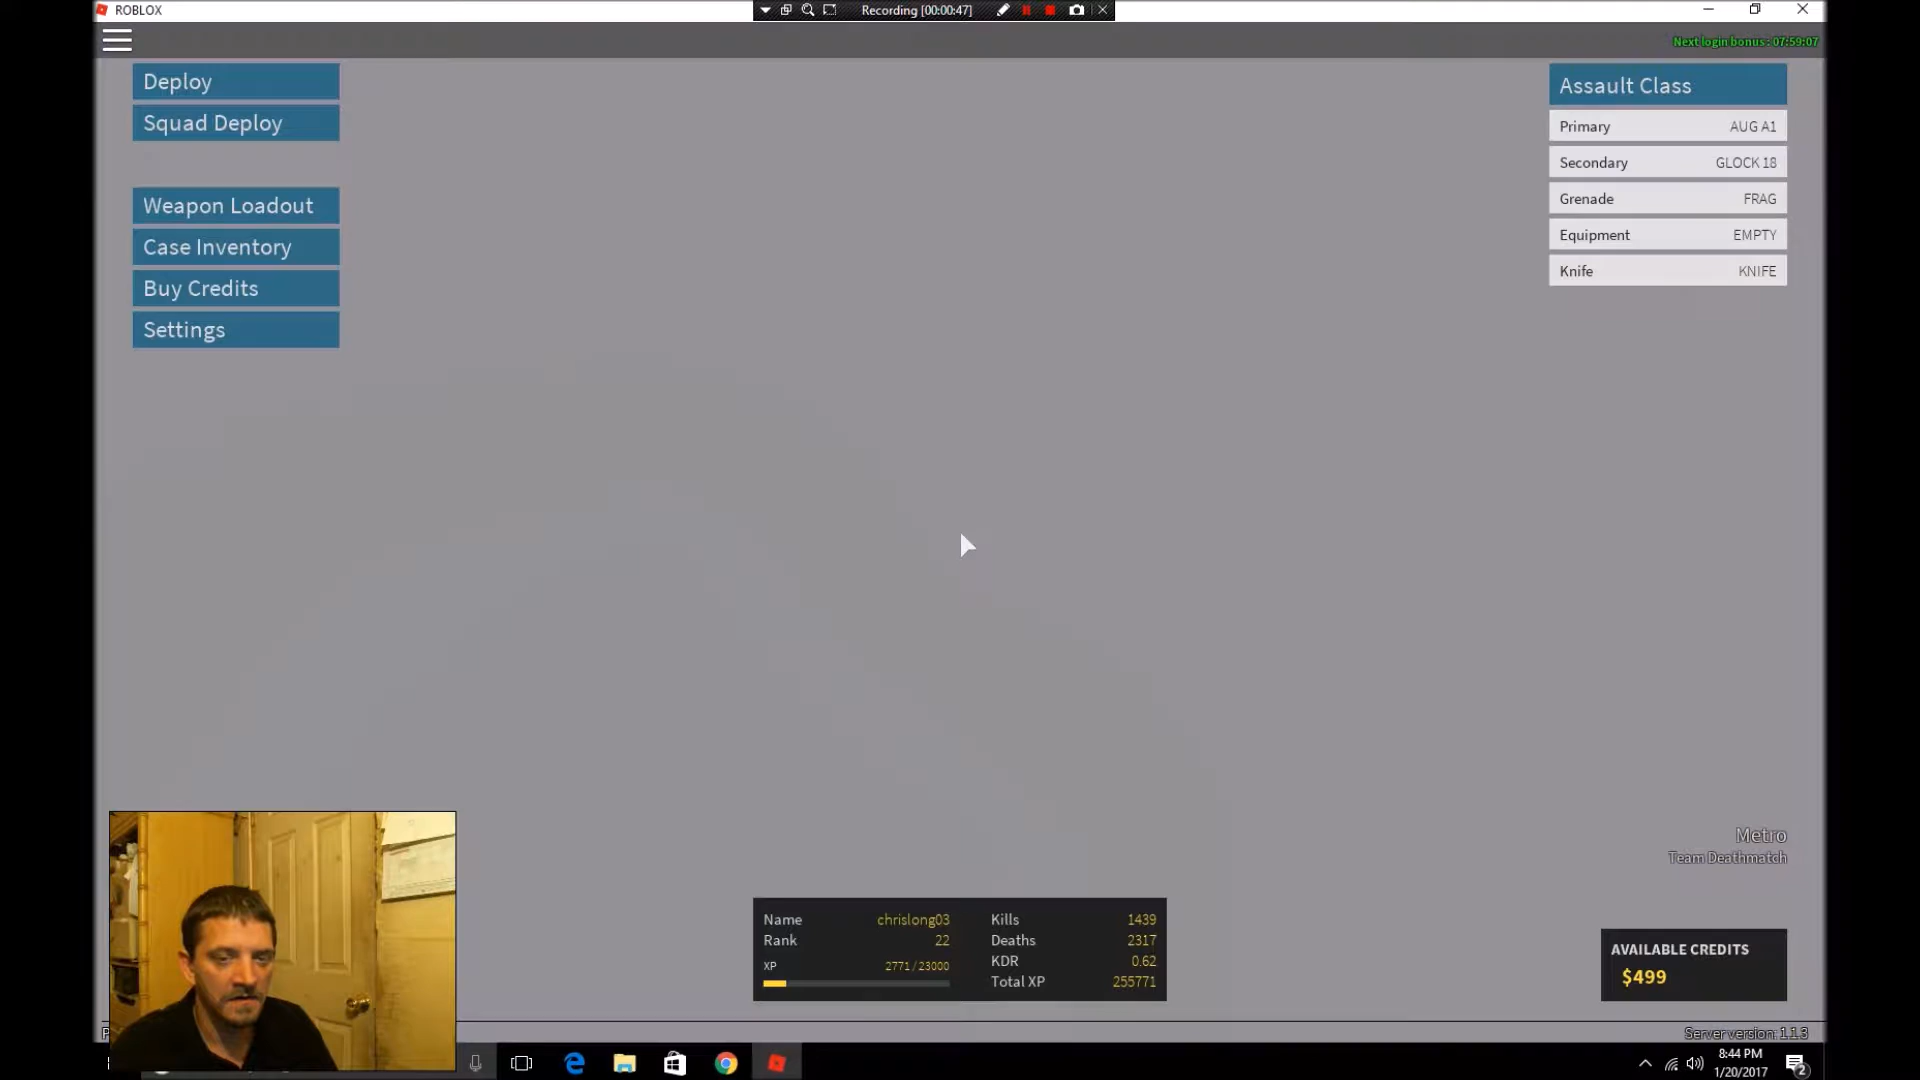 ROBLOX
Recording [00:00:47]
Next login bonus: 07:59:07
Deploy
Squad Deploy
Weapon Loadout
Case Inventory
Buy Credits
Settings
Assault Class
Primary AUG A1
Secondary GLOCK 18
Grenade FRAG
Equipment EMPTY
Knife KNIFE
Metro
Team Deathmatch
Name chrislong03
Rank 22
XP 2771 / 23000
Kills 1439
Deaths 2317
KDR 0.62
Total XP 255771
AVAILABLE CREDITS
$499
Server version: 1.1.3
8:44 PM
1/20/2017
2